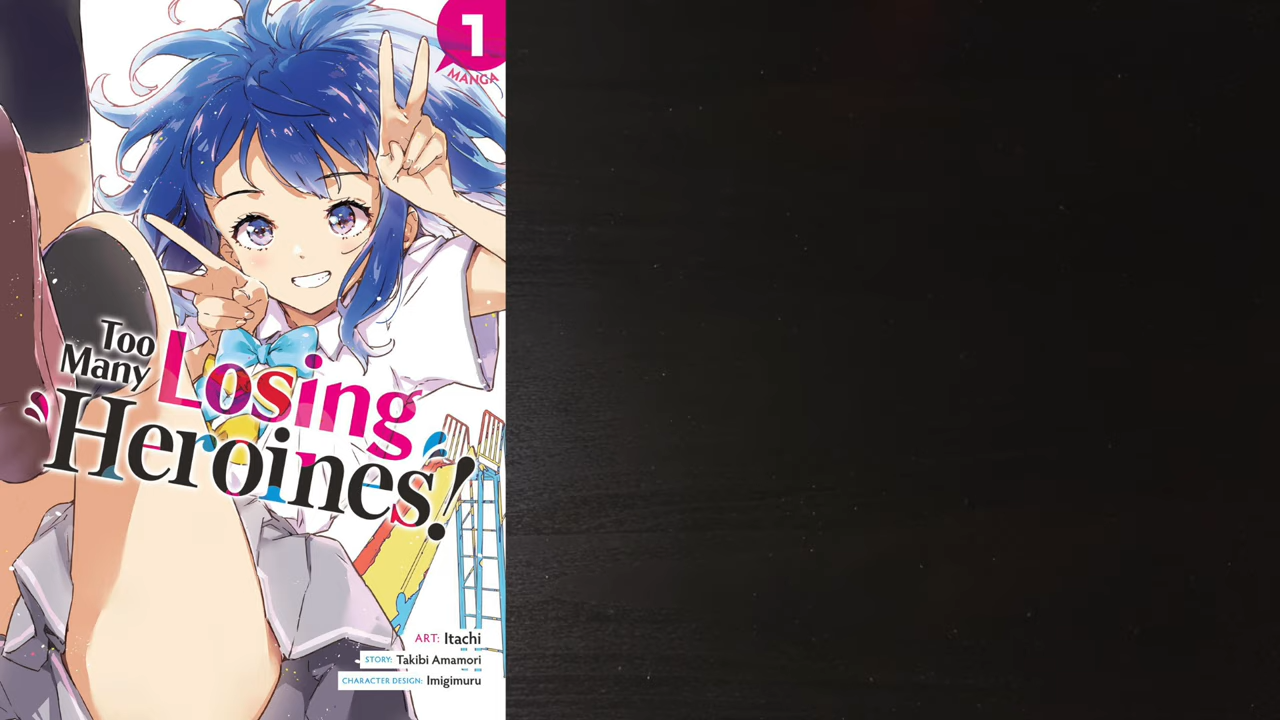 1
MANGA
Too
Many
Losing
Heroines!
ART: Itachi
STORY: Takibi Amamori
CHARACTER DESIGN: Imigimuru